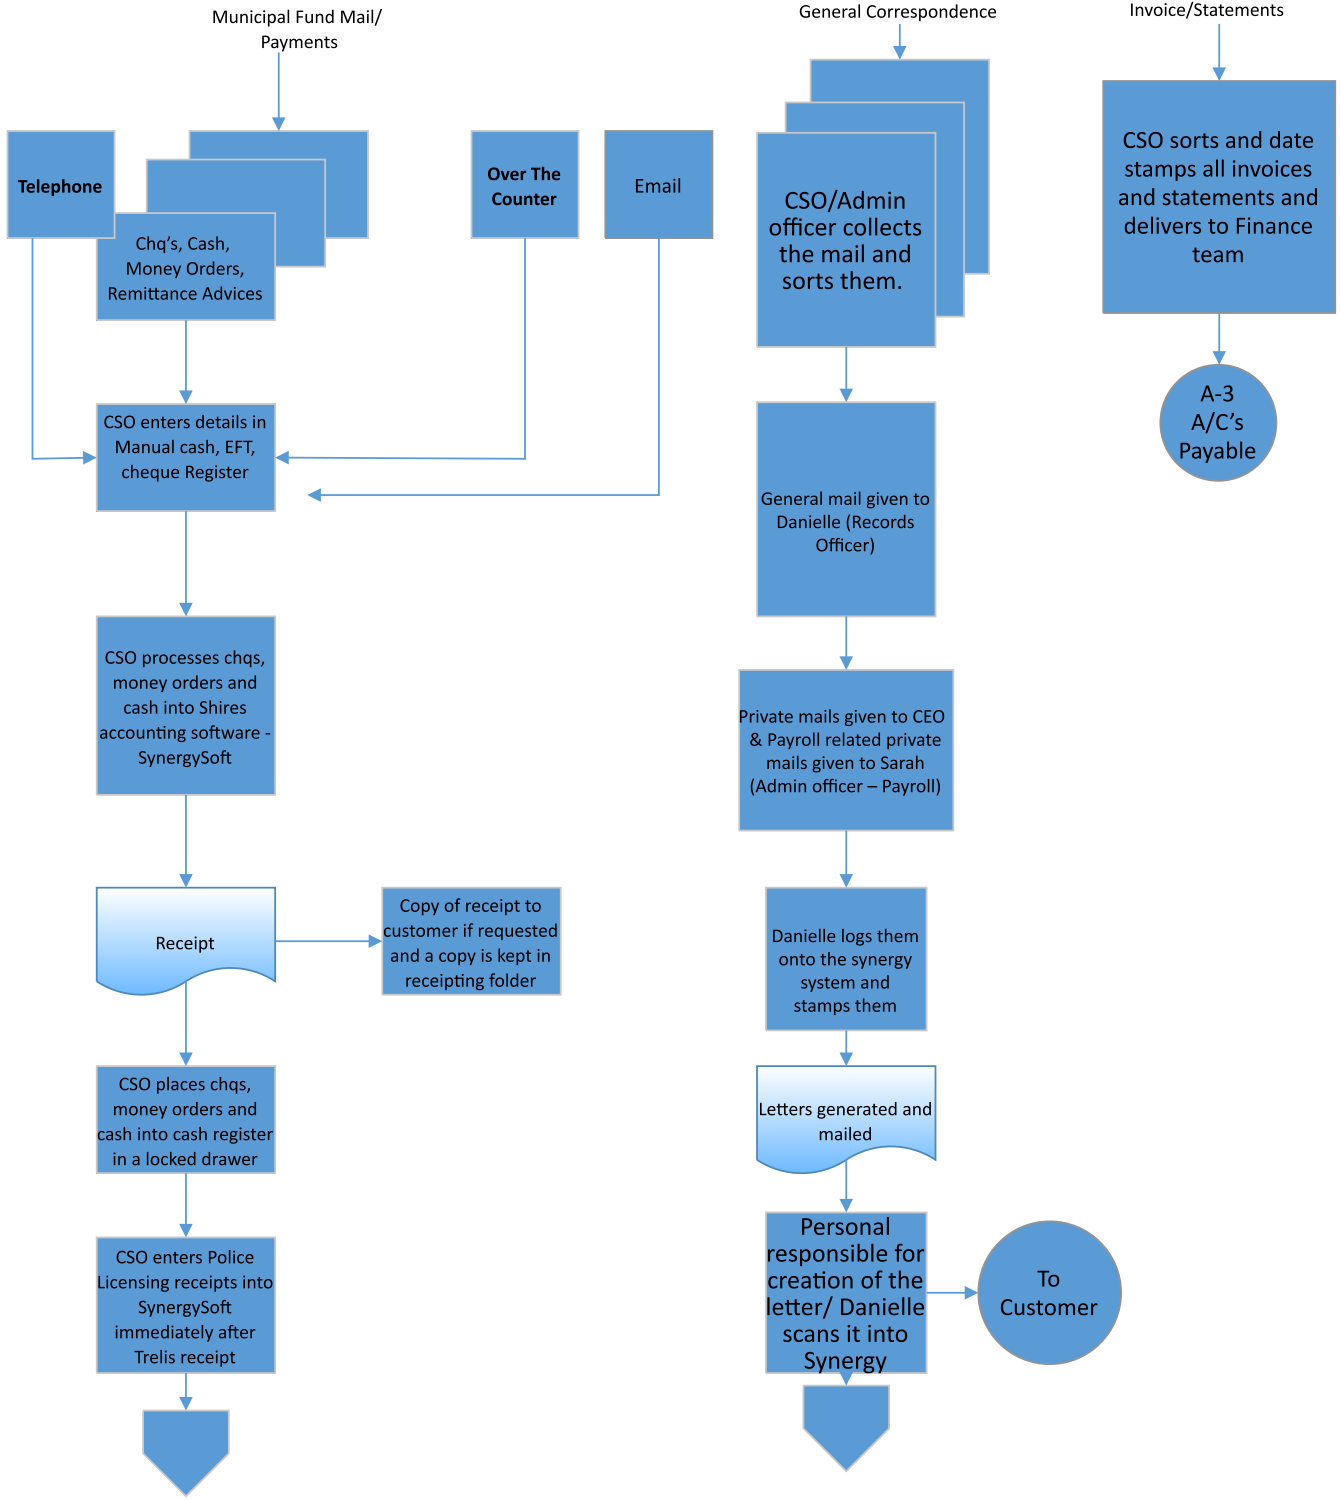 Municipal Fund Mail/
Payments
Telephone
Chq's, Cash,
Money Orders,
Remittance Advices
Over The
Counter
Email
CSO enters details in
Manual cash, EFT,
cheque Register
CSO processes chqs,
money orders and
cash into Shires
accounting software -
SynergySoft
Receipt
Copy of receipt to
customer if requested
and a copy is kept in
receipting folder
CSO places chqs,
money orders and
cash into cash register
in a locked drawer
CSO enters Police
Licensing receipts into
SynergySoft
immediately after
Trelis receipt
General Correspondence
CSO/Admin
officer collects
the mail and
sorts them.
General mail given to
Danielle (Records
Officer)
Private mails given to CEO
& Payroll related private
mails given to Sarah
(Admin officer – Payroll)
Danielle logs them
onto the synergy
system and
stamps them
Letters generated and
mailed
Personal
responsible for
creation of the
letter/ Danielle
scans it into
Synergy
To
Customer
Invoice/Statements
CSO sorts and date
stamps all invoices
and statements and
delivers to Finance
team
A-3
A/C's
Payable